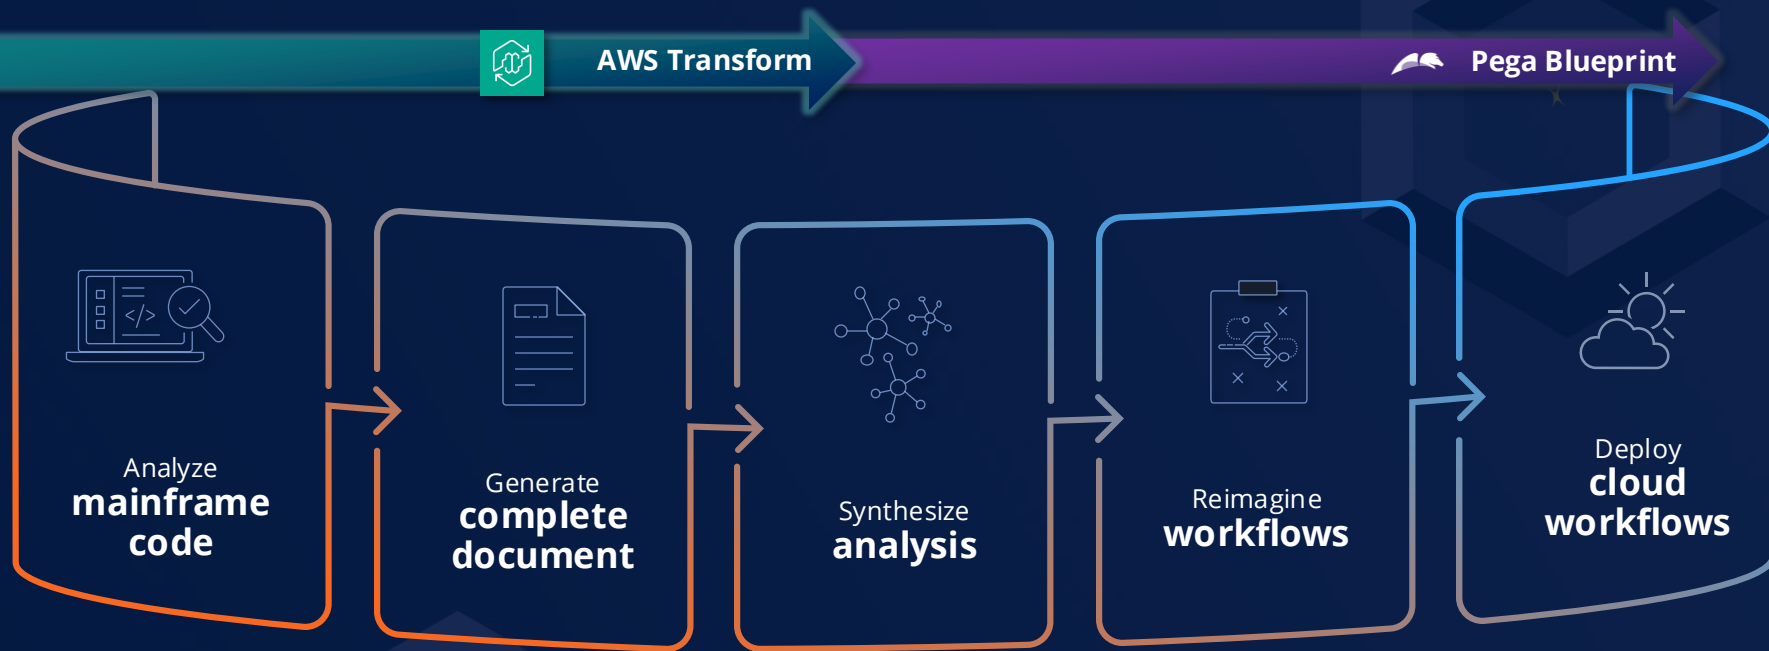 AWS Transform
Pega Blueprint
Analyze
mainframe
code
Generate
complete
document
Synthesize
analysis
Reimagine
workflows
Deploy
cloud
workflows